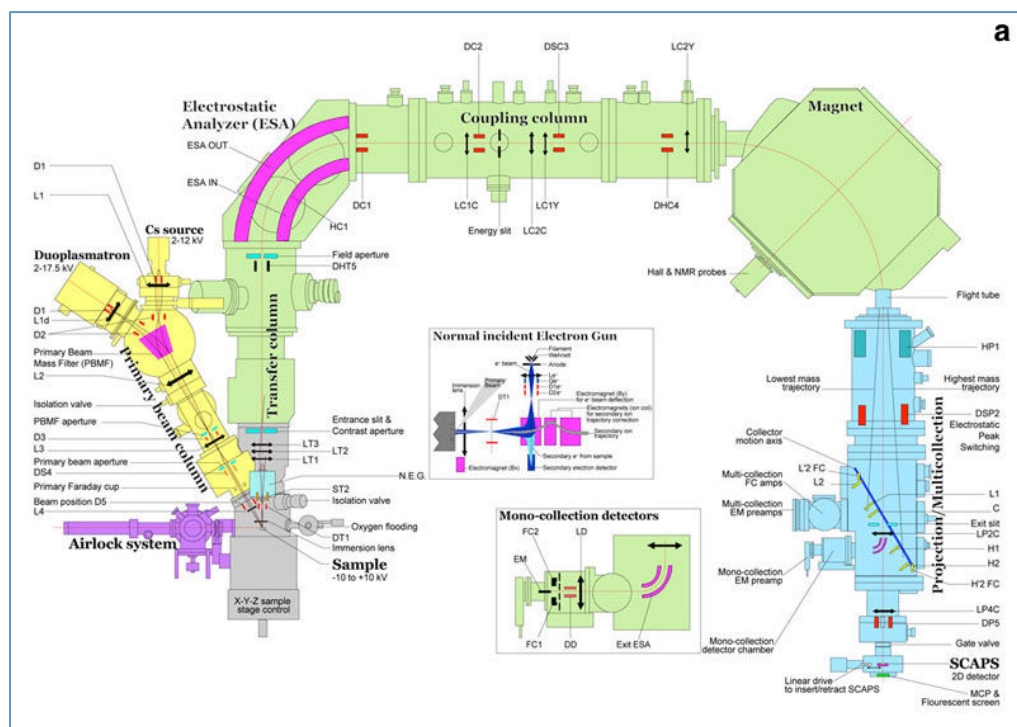 a
DC2
DSC3
LC2Y
Electrostatic
Analyzer (ESA)
Coupling column
Magnet
ESA OUT
ESA IN
D1
L1
DC1
HC1
LC1C
LC1Y
DHC4
Energy slit
LC2C
Cs source
2-12 kV
Duoplasmatron
2-17.5 kV
Field aperture
DHT5
Hall & NMR probes
Flight tube
D1
L1d
D2
Primary Beam
Mass Filter (PBMF)
L2
Isolation valve
PBMF aperture
D3
L3
Primary beam aperture
DS4
Primary Faraday cup
Beam position D5
L4
Primary beam column
Transfer column
Entrance slit &
Contrast aperture
LT3
LT2
LT1
N.E.G.
ST2
Isolation valve
Oxygen flooding
DT1
Immersion lens
Airlock system
Sample
-10 to +10 kV
X-Y-Z sample
stage control
Normal incident Electron Gun
Filament
Wehnelt
Anode
e⁻ beam
Immersion
lens
Primary
Beam
DT1
Le⁻
Ge⁻
D1e⁻
D2e⁻
Electromagnet (By)
for e⁻ beam deflection
Electromagnets (ion coil)
for secondary ion
trajectory correction
Secondary ion
trajectory
Secondary e⁻ from sample
Secondary electron detector
Electromagnet (Bx)
Mono-collection detectors
FC2
LD
EM
FC1
DD
Exit ESA
HP1
Lowest mass
trajectory
Highest mass
trajectory
DSP2
Electrostatic
Peak
Switching
Collector
motion axis
L'2 FC
L2
Multi-collection
FC amps
Multi-collection
EM preamps
L1
C
Exit slit
LP2C
H1
H2
H'2 FC
Projection/Multicollection
Mono-collection
EM preamp
Mono-collection
detector chamber
LP4C
DP5
Gate valve
SCAPS
2D detector
Linear drive
to insert/retract SCAPS
MCP &
Flourescent screen